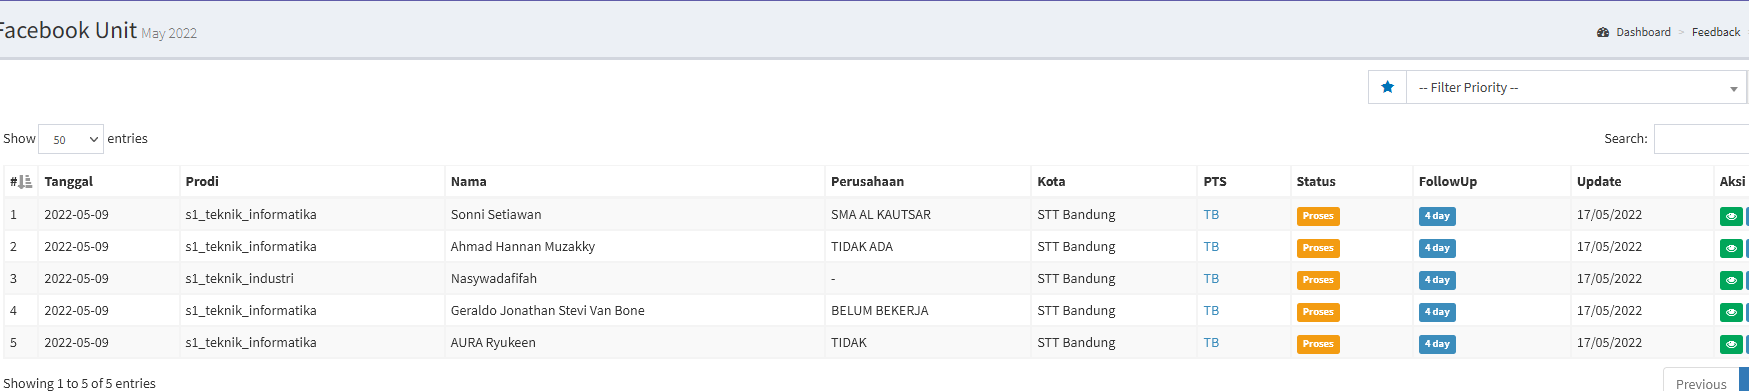 Facebook Unit May 2022
Dashboard > Feedback
-- Filter Priority --
Show 50 entries
Search:
# Tanggal Prodi Nama Perusahaan Kota PTS Status FollowUp Update Aksi
1 2022-05-09 s1_teknik_informatika Sonni Setiawan SMA AL KAUTSAR STT Bandung TB Proses 4 day 17/05/2022
2 2022-05-09 s1_teknik_informatika Ahmad Hannan Muzakky TIDAK ADA STT Bandung TB Proses 4 day 17/05/2022
3 2022-05-09 s1_teknik_industri Nasywadafifah - STT Bandung TB Proses 4 day 17/05/2022
4 2022-05-09 s1_teknik_informatika Geraldo Jonathan Stevi Van Bone BELUM BEKERJA STT Bandung TB Proses 4 day 17/05/2022
5 2022-05-09 s1_teknik_informatika AURA Ryukeen TIDAK STT Bandung TB Proses 4 day 17/05/2022
Showing 1 to 5 of 5 entries
Previous